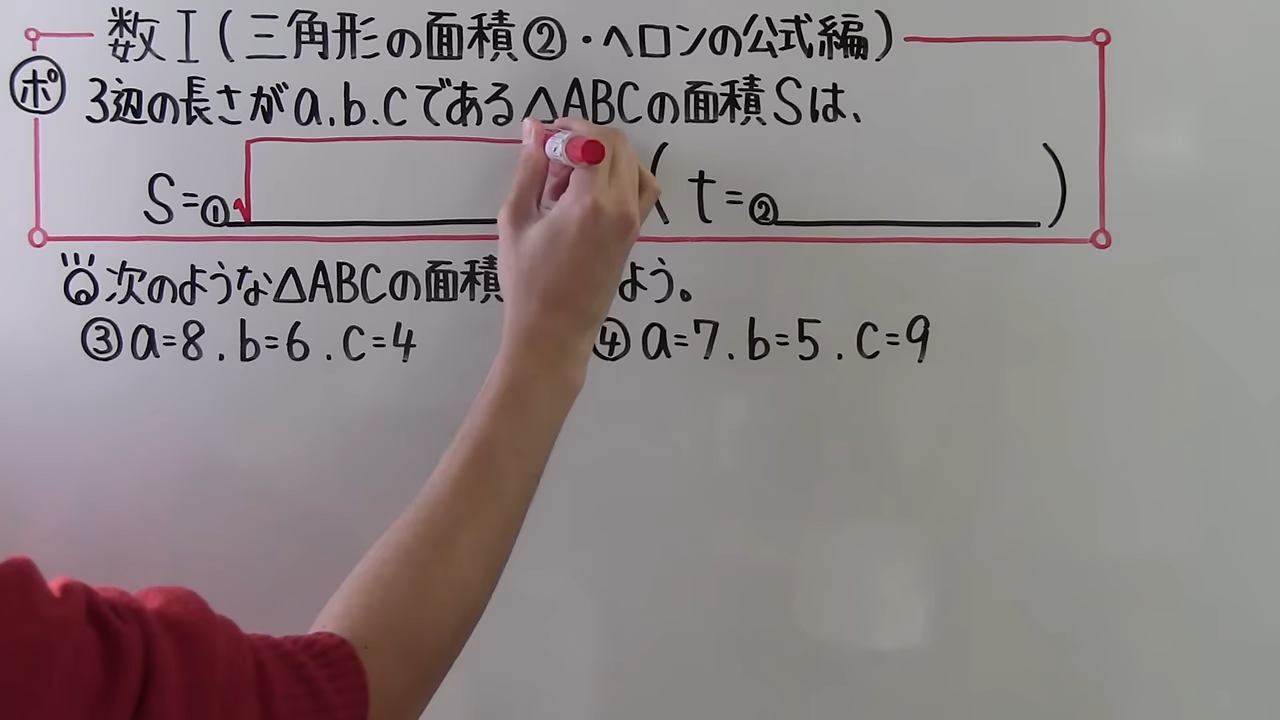 数Ⅰ(三角形の面積②・ヘロンの公式編)
ポ 3辺の長さがa.b.cである△ABCの面積Sは、
S=①√ ( t=② )
次のような△ABCの面積 よう。
③a=8.b=6.c=4 ④a=7.b=5.c=9